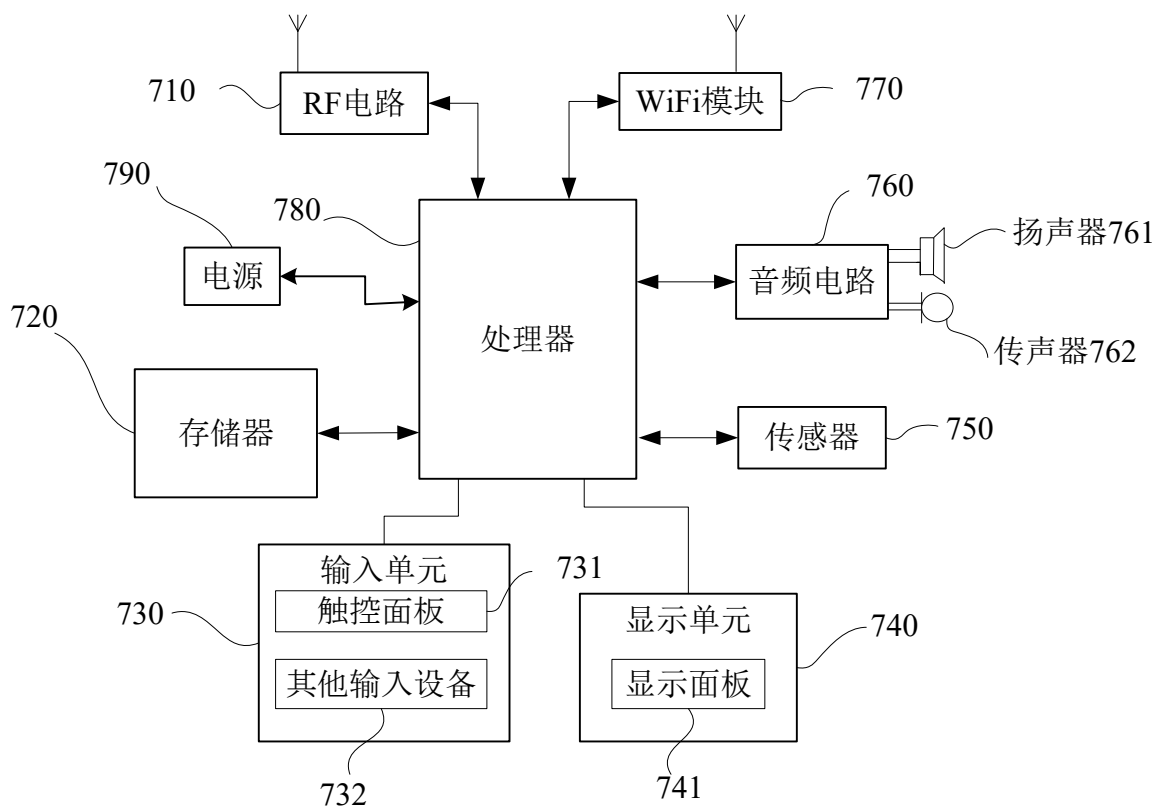 710
RF电路
WiFi模块
770
790
780
760
电源
音频电路
扬声器761
720
处理器
传声器762
存储器
传感器
750
输入单元
731
730
触控面板
显示单元
740
其他输入设备
显示面板
732
741